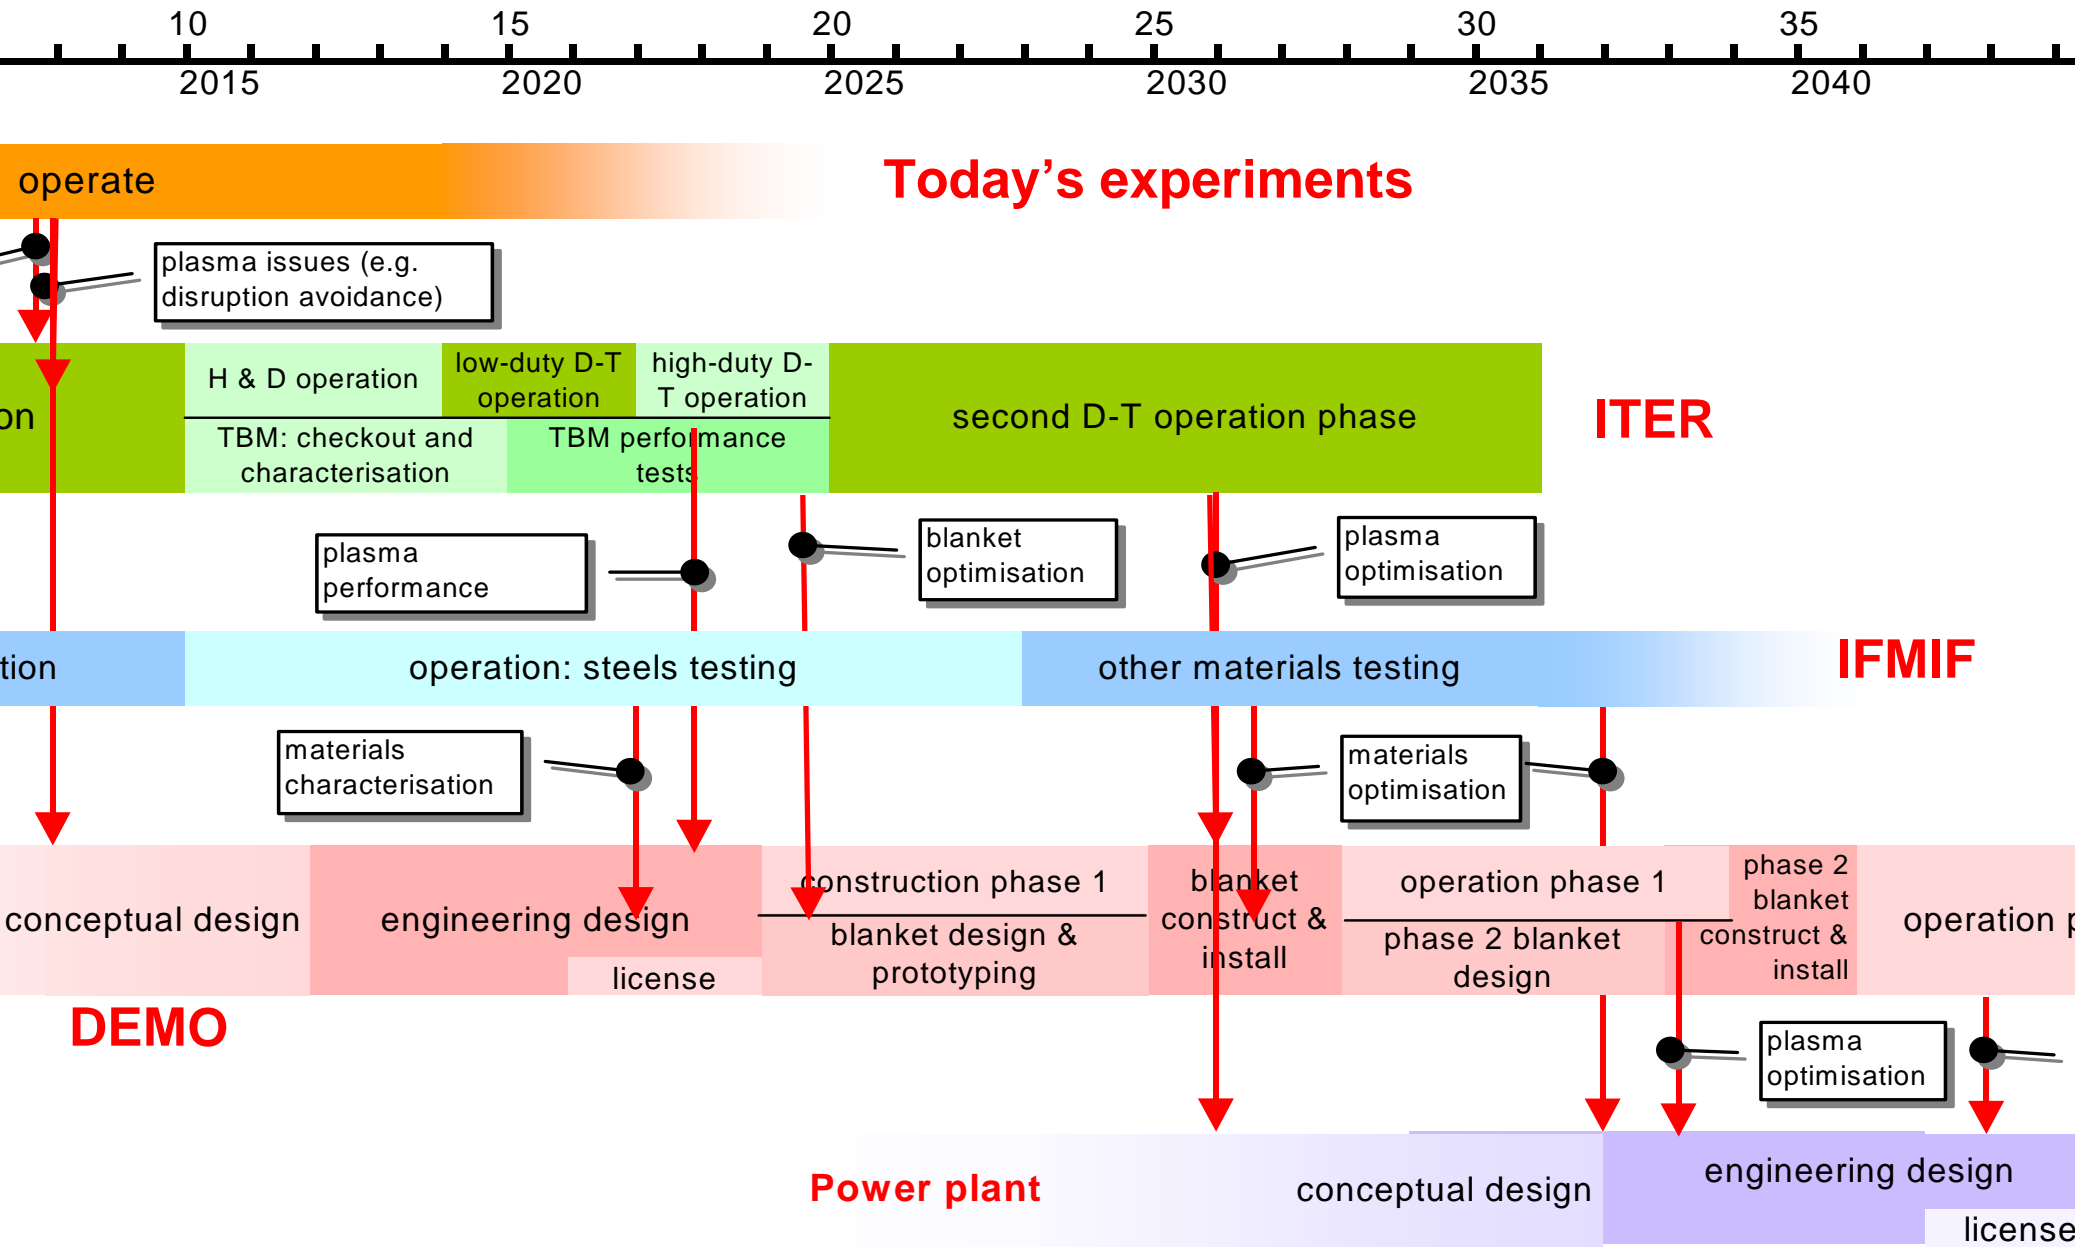 10 15 20 25 30 35
2015 2020 2025 2030 2035 2040
operate
Today’s experiments
plasma issues (e.g.
disruption avoidance)
on
H & D operation
low-duty D-T
operation
high-duty D-
T operation
TBM: checkout and
characterisation
TBM performance
tests
second D-T operation phase
ITER
plasma
performance
blanket
optimisation
plasma
optimisation
tion
operation: steels testing
other materials testing
IFMIF
materials
characterisation
materials
optimisation
conceptual design
engineering design
license
construction phase 1
blanket design &
prototyping
blanket
construct &
install
operation phase 1
phase 2 blanket
design
phase 2
blanket
construct &
install
operation p
DEMO
plasma
optimisation
Power plant
conceptual design
engineering design
license